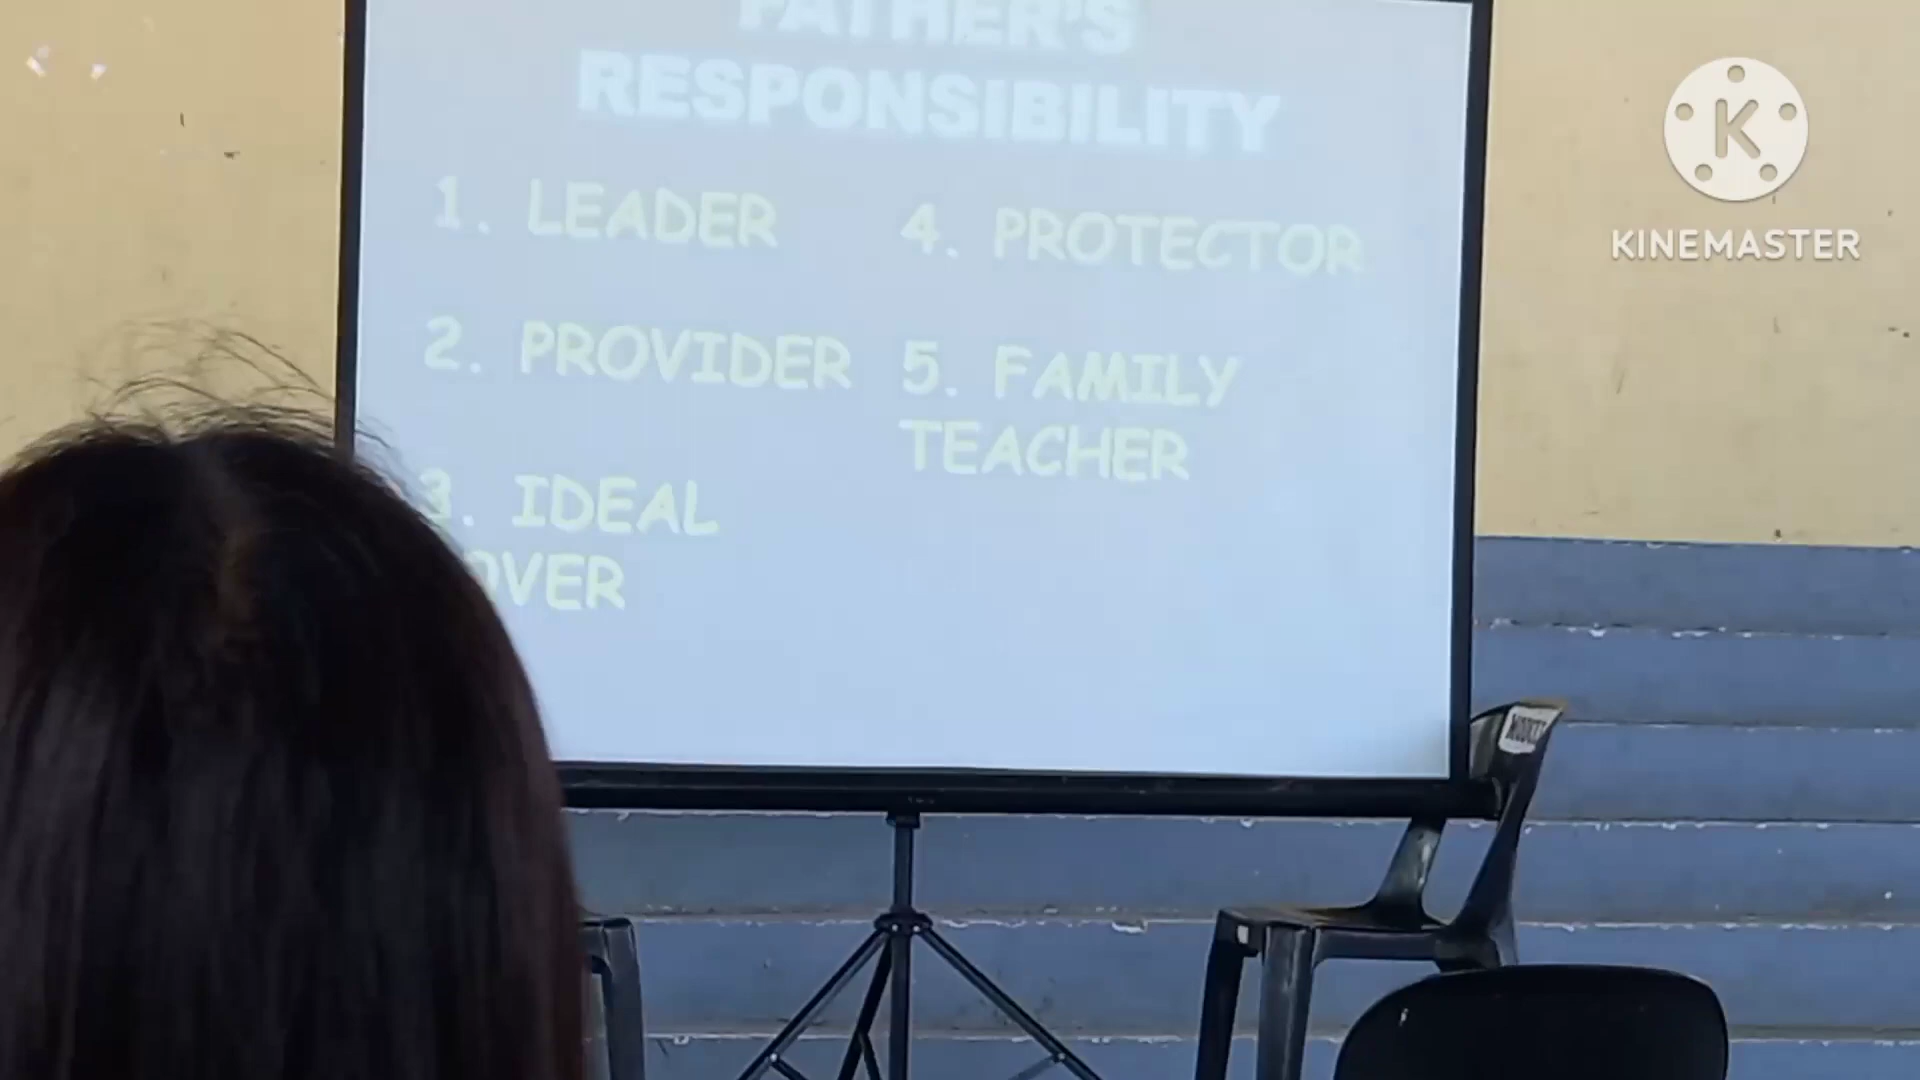 FATHER'S
RESPONSIBILITY
1. LEADER
2. PROVIDER
3. IDEAL
OVER
4. PROTECTOR
5. FAMILY
TEACHER
K
KINEMASTER